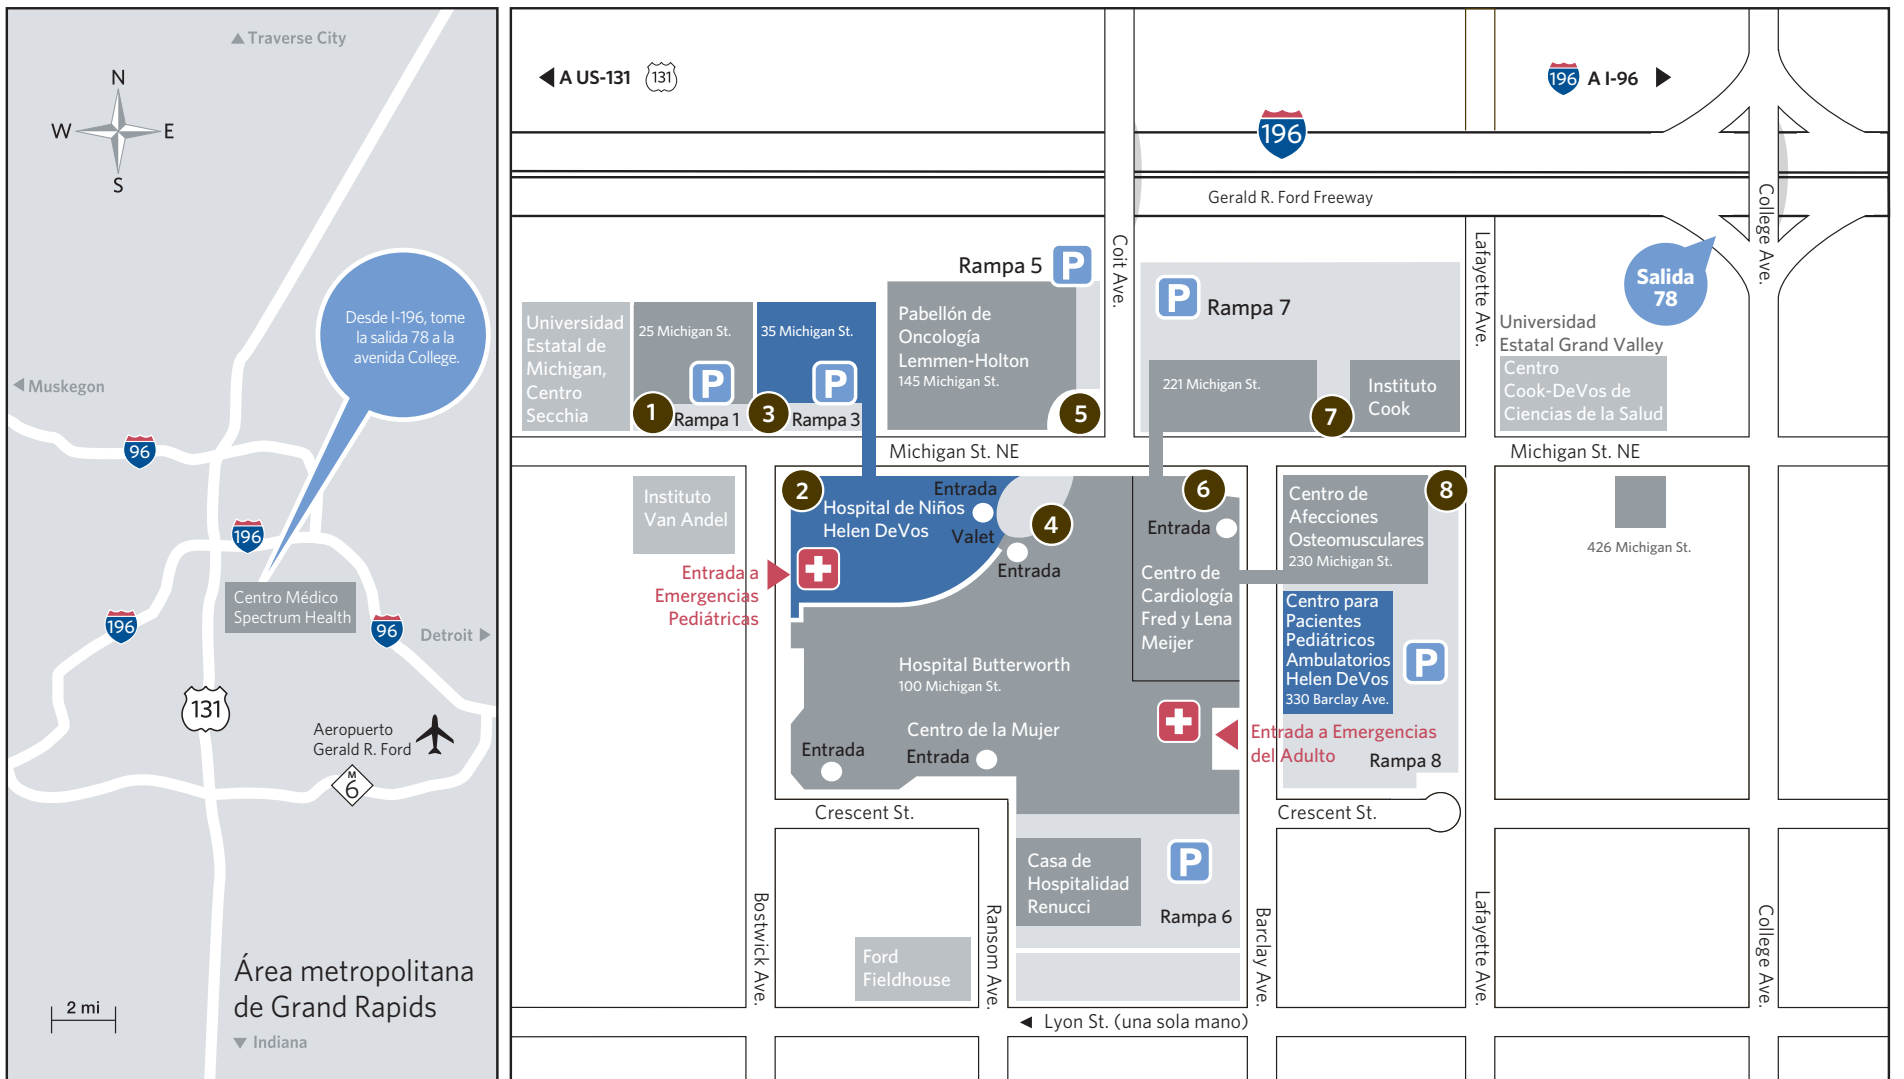 Traverse City
N
W
E
S
Desde I-196, tome
la salida 78 a la
avenida College.
Muskegon
96
196
Centro Médico
Spectrum Health
196
96
Detroit
131
Aeropuerto
Gerald R. Ford
M
6
Área metropolitana
de Grand Rapids
2 mi
Indiana
A US-131
131
196
A I-96
196
Gerald R. Ford Freeway
College Ave.
Coit Ave.
Lafayette Ave.
Salida
78
Rampa 5
P
P
Rampa 7
Universidad
Estatal de
Michigan,
Centro
Secchia
25 Michigan St.
P
1
Rampa 1
35 Michigan St.
P
3
Rampa 3
Pabellón de
Oncología
Lemmen-Holton
145 Michigan St.
5
221 Michigan St.
7
Instituto
Cook
Universidad
Estatal Grand Valley
Centro
Cook-DeVos de
Ciencias de la Salud
Michigan St. NE
Michigan St. NE
Instituto
Van Andel
2
Hospital de Niños
Helen DeVos
Entrada
Valet
4
Entrada
6
Entrada
Centro de
Cardiología
Fred y Lena
Meijer
8
Centro de
Afecciones
Osteomusculares
230 Michigan St.
426 Michigan St.
Entrada a
Emergencias
Pediátricas
Centro para
Pacientes
Pediátricos
Ambulatorios
Helen DeVos
330 Barclay Ave.
P
Hospital Butterworth
100 Michigan St.
Centro de la Mujer
Entrada
Entrada
Entrada a Emergencias
del Adulto
Rampa 8
Crescent St.
Crescent St.
Casa de
Hospitalidad
Renucci
P
Rampa 6
Ford
Fieldhouse
Bostwick Ave.
Ransom Ave.
Barclay Ave.
Lafayette Ave.
College Ave.
Lyon St. (una sola mano)